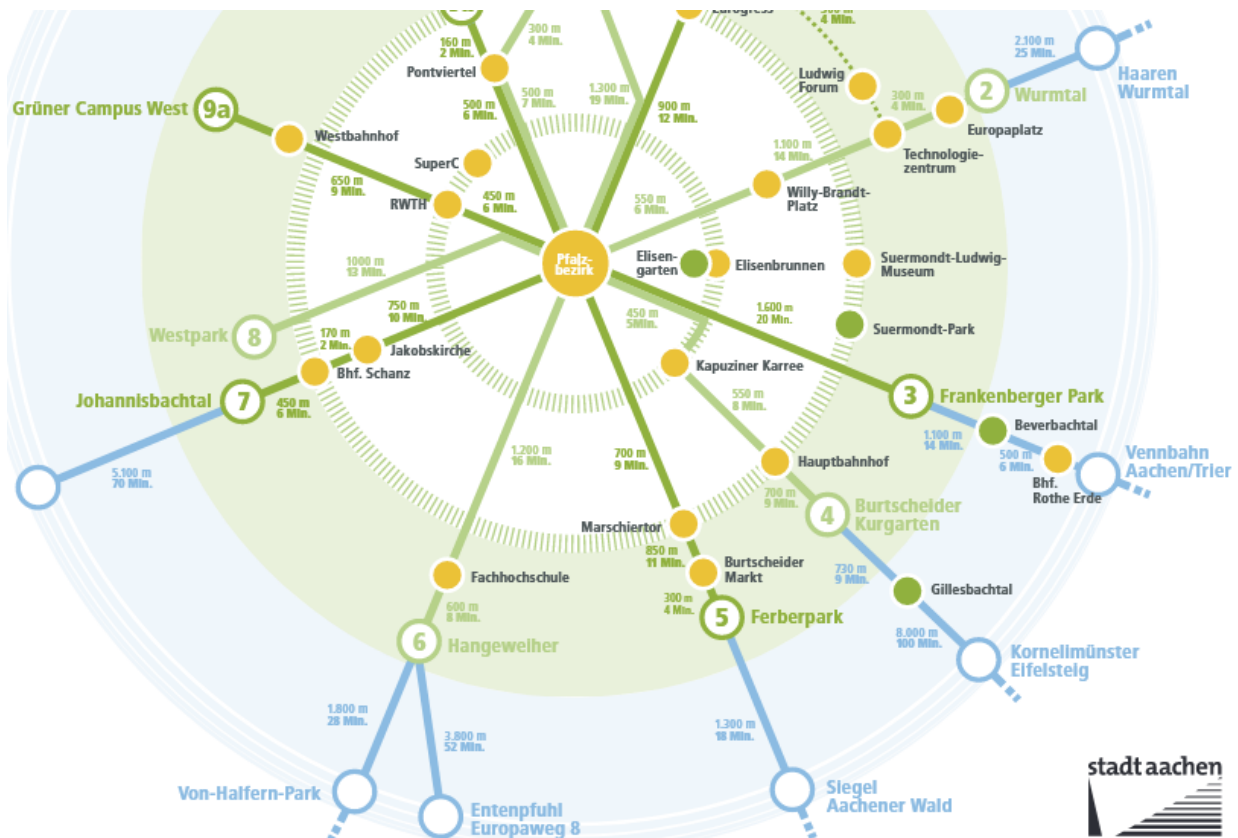 Eurogress
300 m
4 Min.
160 m
2 Min.
Pontviertel
500 m
6 Min.
500 m
7 Min.
1.300 m
19 Min.
900 m
12 Min.
4 Min.
Ludwig
Forum
300 m
4 Min.
2
Wurmtal
2.100 m
25 Min.
Haaren
Wurmtal
Europaplatz
Technologie-
zentrum
1.100 m
14 Min.
Willy-Brandt-
Platz
Grüner Campus West
9a
Westbahnhof
650 m
9 Min.
SuperC
RWTH
450 m
6 Min.
550 m
6 Min.
1000 m
13 Min.
Pfalz-
bezirk
Elisen-
garten
Elisenbrunnen
Suermondt-Ludwig-
Museum
Suermondt-Park
1.600 m
20 Min.
450 m
5Min.
Westpark
8
750 m
10 Min.
170 m
2 Min.
Jakobskirche
Bhf. Schanz
Kapuziner Karree
Johannisbachtal
7
450 m
6 Min.
550 m
8 Min.
3
Frankenberger Park
Beverbachtal
1.100 m
14 Min.
500 m
6 Min.
Bhf.
Rothe Erde
Vennbahn
Aachen/Trier
5.100 m
70 Min.
1.200 m
16 Min.
700 m
9 Min.
Hauptbahnhof
700 m
9 Min.
4
Burtscheider
Kurgarten
Marschiertor
850 m
11 Min.
Burtscheider
Markt
730 m
9 Min.
Gillesbachtal
Fachhochschule
600 m
8 Min.
300 m
4 Min.
5
Ferberpark
6
Hangeweiher
8.000 m
100 Min.
Kornelimünster
Eifelsteig
1.800 m
28 Min.
3.800 m
52 Min.
1.300 m
18 Min.
Von-Halfern-Park
Entenpfuhl
Europaweg 8
Siegel
Aachener Wald
stadt aachen